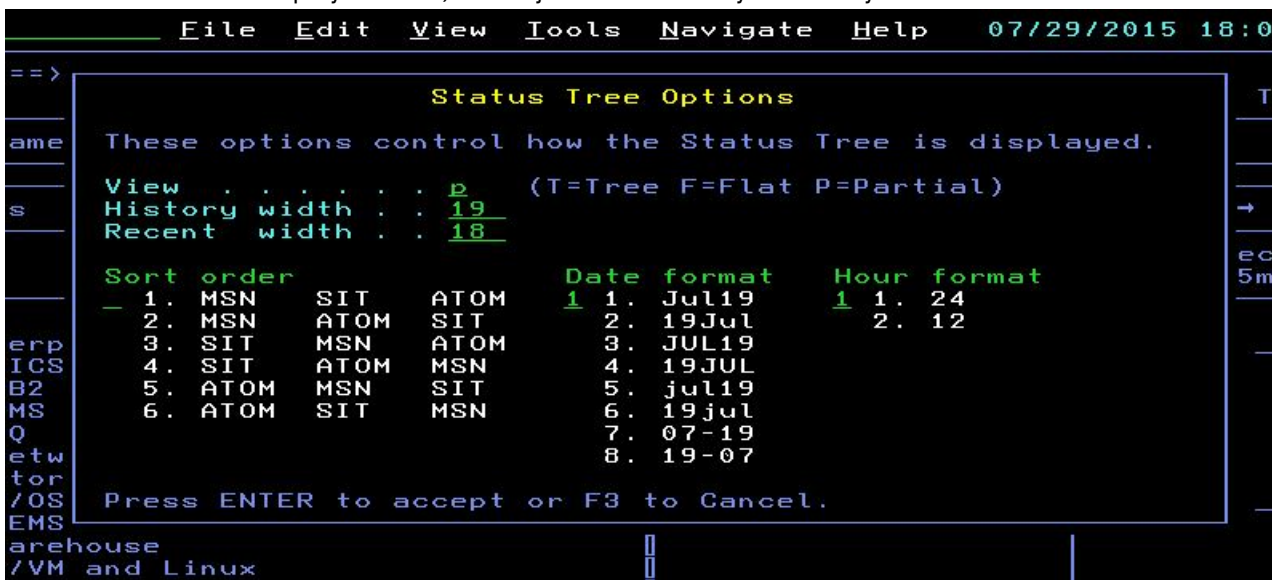 File Edit View Tools Navigate Help 07/29/2015 18:0
==>
Status Tree Options T
ame These options control how the Status Tree is displayed.
View . . . . . . p (T=Tree F=Flat P=Partial)
s History width . . 19 →
Recent width . . 18
ec
Sort order Date format Hour format 5m
_ 1. MSN SIT ATOM 1 1. Jul19 1 1. 24
2. MSN ATOM SIT 2. 19Jul 2. 12
erp 3. SIT MSN ATOM 3. JUL19
ICS 4. SIT ATOM MSN 4. 19JUL
B2 5. ATOM MSN SIT 5. jul19
MS 6. ATOM SIT MSN 6. 19jul
Q 7. 07-19
etw 8. 19-07
tor
/OS Press ENTER to accept or F3 to Cancel.
EMS
arehouse
/VM and Linux